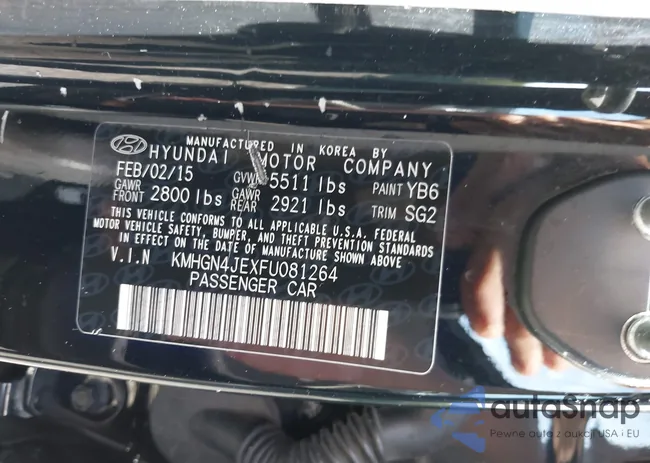 MANUFACTURED IN KOREA BY
HYUNDAI MOTOR COMPANY
FEB/02/15 GVWR 5511 lbs PAINT YB6
GAWR FRONT 2800 lbs GAWR REAR 2921 lbs TRIM SG2
THIS VEHICLE CONFORMS TO ALL APPLICABLE U.S.A. FEDERAL
MOTOR VEHICLE SAFETY, BUMPER, AND THEFT PREVENTION STANDARDS
IN EFFECT ON THE DATE OF MANUFACTURE SHOWN ABOVE
V.I.N KMHGN4JEXFU081264
PASSENGER CAR
autoSnap
Pewne auta z aukcji USA i EU